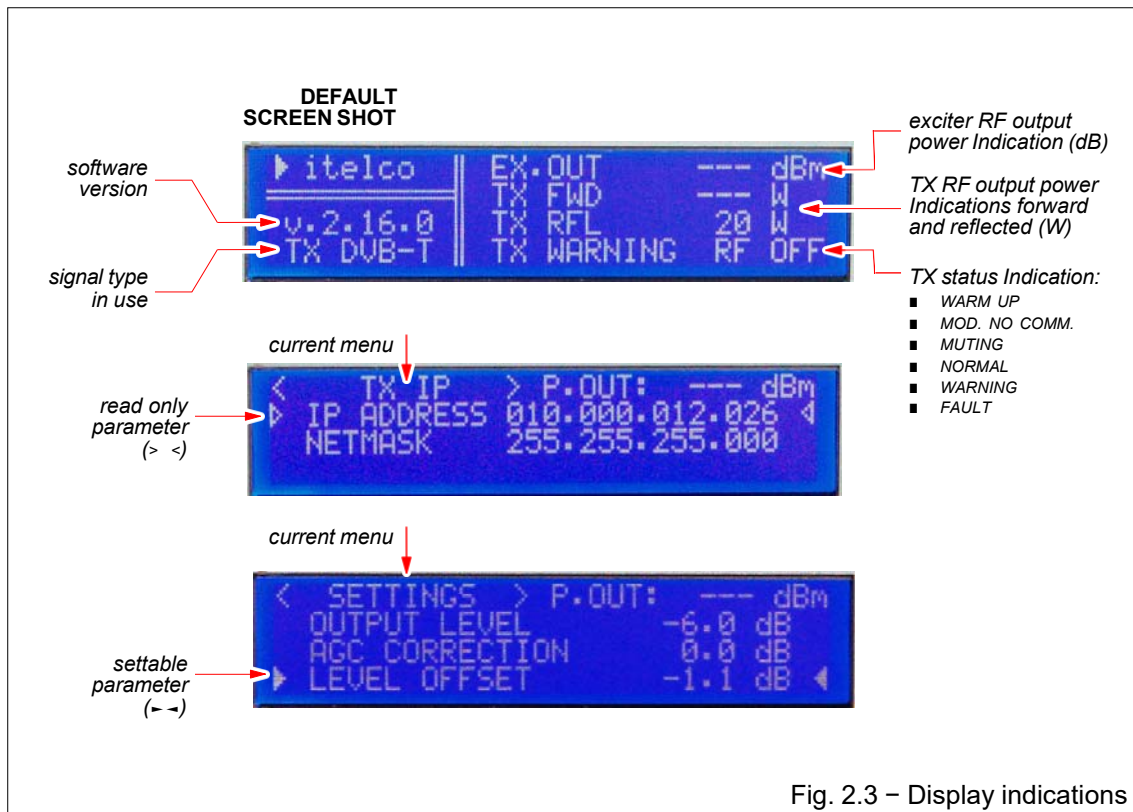 DEFAULT
SCREEN SHOT
software
version
signal type
in use
▶ itelco
v.2.16.0
TX DVB-T
EX.OUT --- dBm
TX FWD --- W
TX RFL 20 W
TX WARNING RF OFF
exciter RF output
power Indication (dB)
TX RF output power
Indications forward
and reflected (W)
TX status Indication:
■ WARM UP
■ MOD. NO COMM.
■ MUTING
■ NORMAL
■ WARNING
■ FAULT
current menu
read only
parameter
(> <)
< TX IP > P.OUT: --- dBm
▷ IP ADDRESS 010.000.012.026 ◁
NETMASK 255.255.255.000
current menu
settable
parameter
(►◄)
< SETTINGS > P.OUT: --- dBm
OUTPUT LEVEL -6.0 dB
AGC CORRECTION 0.0 dB
▶ LEVEL OFFSET -1.1 dB ◀
Fig. 2.3 − Display indications